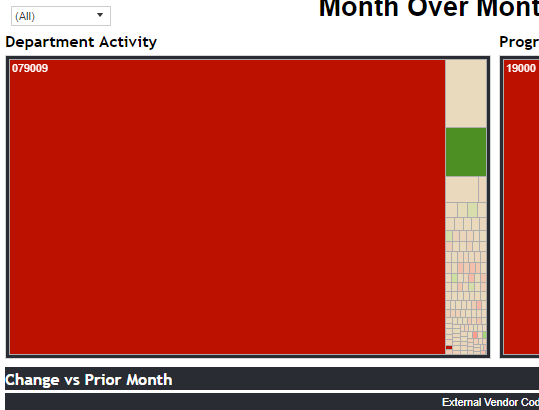 (All)
Month Over Mont
Department Activity
Progr
079009
19000
Change vs Prior Month
External Vendor Cod